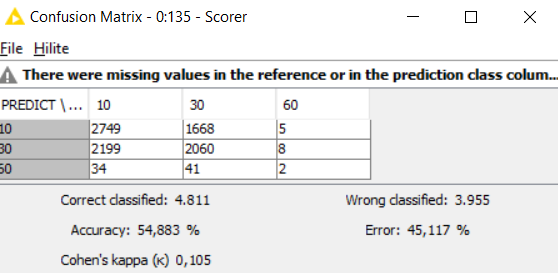 Confusion Matrix - 0:135 - Scorer
File Hilite
There were missing values in the reference or in the prediction class colum...
PREDICT \ ... 10 30 60
10 2749 1668 5
30 2199 2060 8
60 34 41 2
Correct classified: 4.811 Wrong classified: 3.955
Accuracy: 54,883 % Error: 45,117 %
Cohen's kappa (κ) 0,105